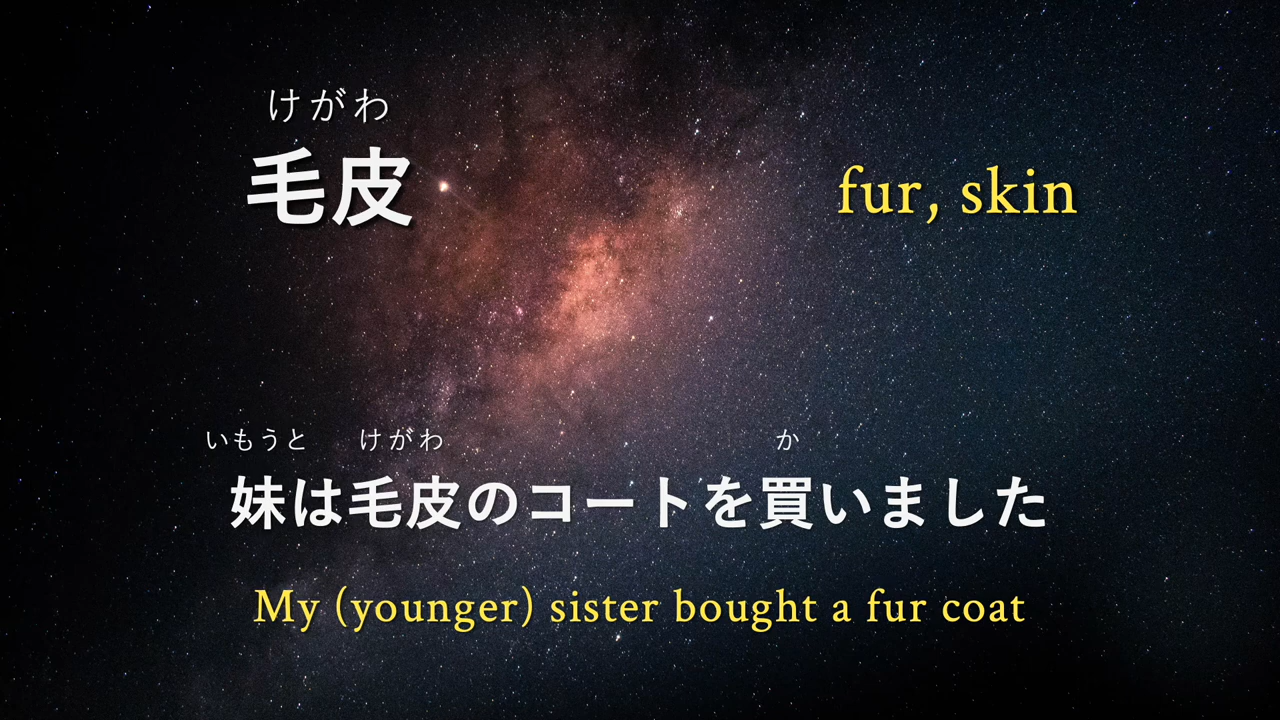 けがわ
毛皮
fur, skin
いもうと けがわ か
妹は毛皮のコートを買いました
My (younger) sister bought a fur coat